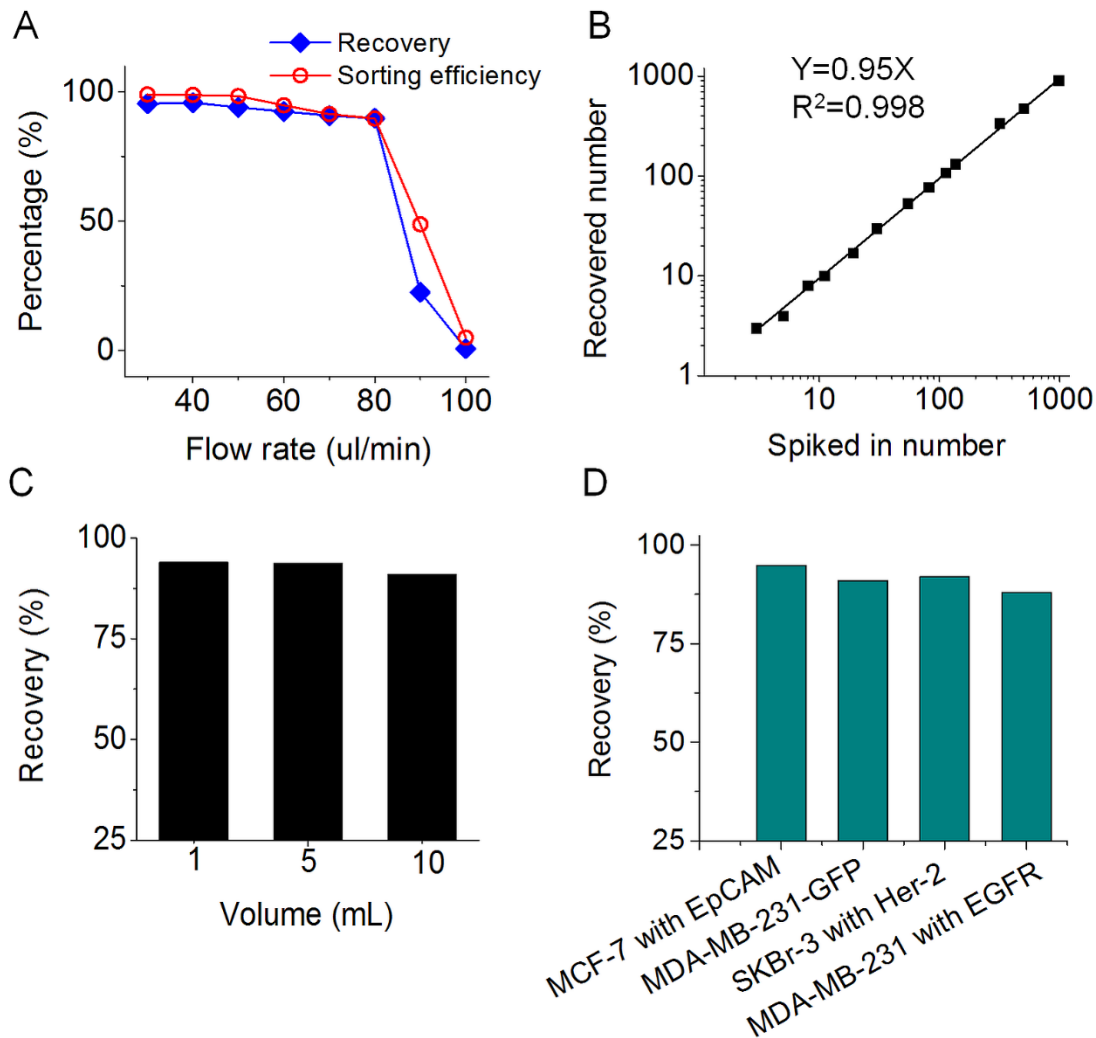 A
Recovery
Sorting efficiency
100
50
0
Percentage (%)
40
60
80
100
Flow rate (ul/min)
B
Y=0.95X
R²=0.998
1000
100
10
1
Recovered number
10
100
1000
Spiked in number
C
100
75
50
25
Recovery (%)
1
5
10
Volume (mL)
D
100
75
50
25
Recovery (%)
MCF-7 with EpCAM
MDA-MB-231-GFP
SKBr-3 with Her-2
MDA-MB-231 with EGFR